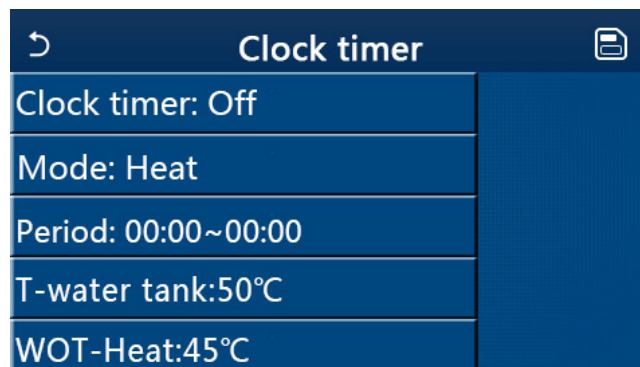 Clock timer
Clock timer: Off
Mode: Heat
Period: 00:00~00:00
T-water tank:50℃
WOT-Heat:45℃